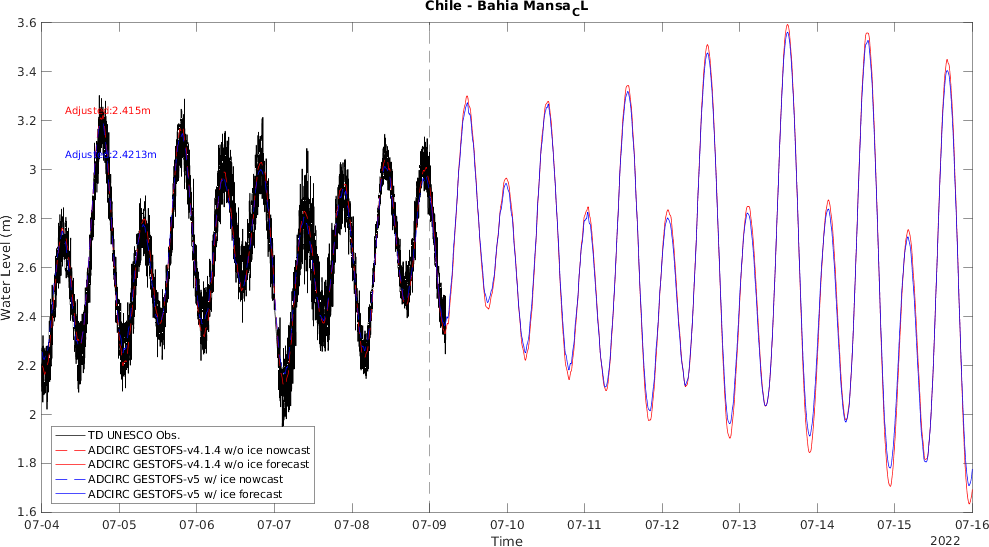 Chile - Bahia MansaCL
3.6
3.4
3.2
3
2.8
2.6
2.4
2.2
2
1.8
1.6
Water Level (m)
Adjusted:2.415m
Adjusted:2.4213m
TD UNESCO Obs.
ADCIRC GESTOFS-v4.1.4 w/o ice nowcast
ADCIRC GESTOFS-v4.1.4 w/o ice forecast
ADCIRC GESTOFS-v5 w/ ice nowcast
ADCIRC GESTOFS-v5 w/ ice forecast
07-04 07-05 07-06 07-07 07-08 07-09 07-10 07-11 07-12 07-13 07-14 07-15 07-16
Time
2022